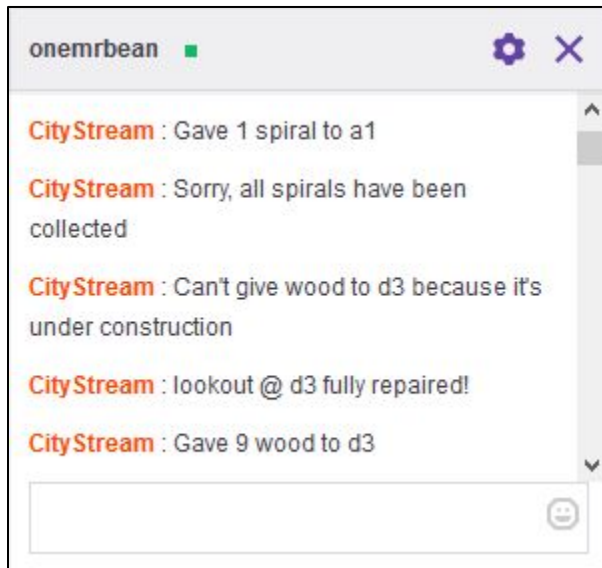 onemrbean
CityStream : Gave 1 spiral to a1
CityStream : Sorry, all spirals have been
collected
CityStream : Can't give wood to d3 because it's
under construction
CityStream : lookout @ d3 fully repaired!
CityStream : Gave 9 wood to d3